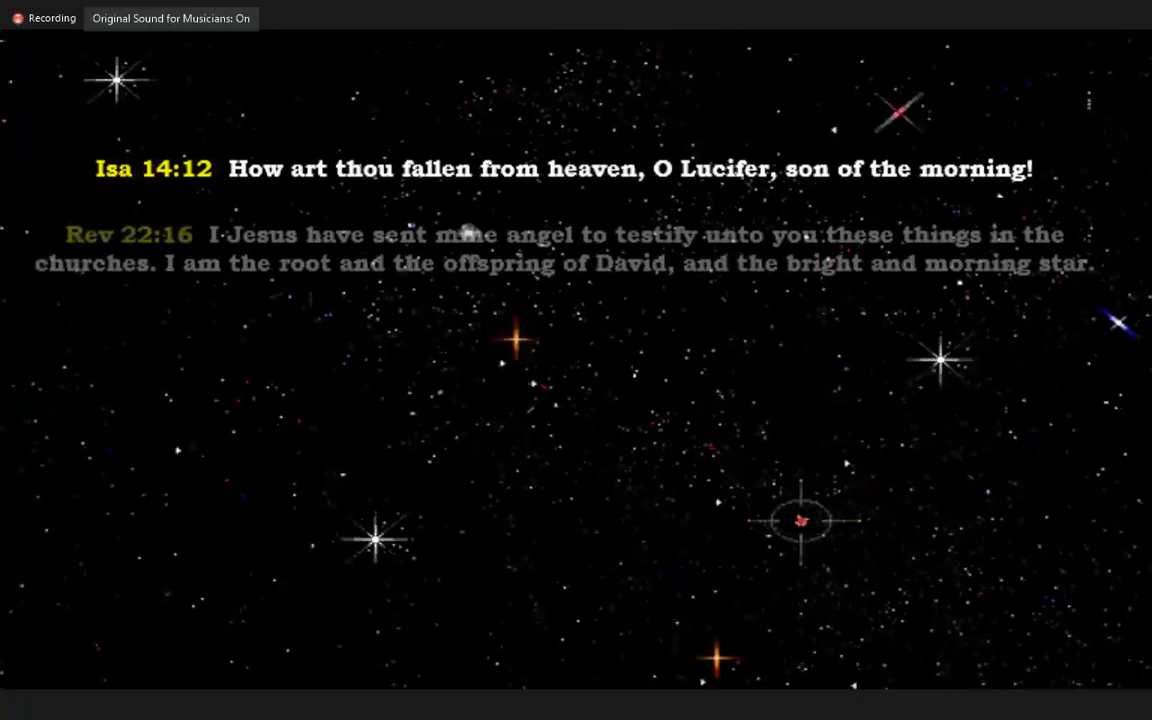 Recording
Original Sound for Musicians: On
Isa 14:12 How art thou fallen from heaven, O Lucifer, son of the morning!
Rev 22:16 I Jesus have sent mine angel to testify unto you these things in the
churches. I am the root and the offspring of David, and the bright and morning star.